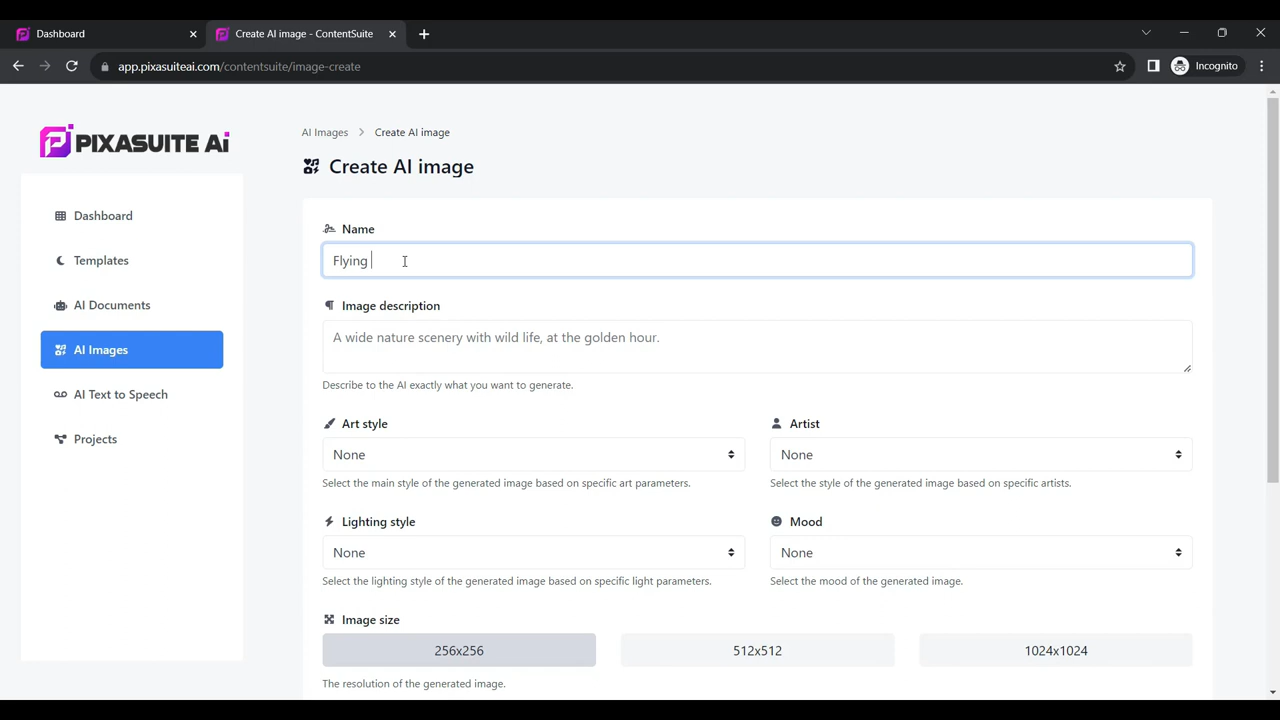 Dashboard
Create AI image - ContentSuite
app.pixasuiteai.com/contentsuite/image-create
Incognito
PIXASUITE Ai
Dashboard
Templates
AI Documents
AI Images
AI Text to Speech
Projects
AI Images > Create AI image
Create AI image
Name
Flying
Image description
A wide nature scenery with wild life, at the golden hour.
Describe to the AI exactly what you want to generate.
Art style
Artist
None
None
Select the main style of the generated image based on specific art parameters.
Select the style of the generated image based on specific artists.
Lighting style
Mood
None
None
Select the lighting style of the generated image based on specific light parameters.
Select the mood of the generated image.
Image size
256x256
512x512
1024x1024
The resolution of the generated image.